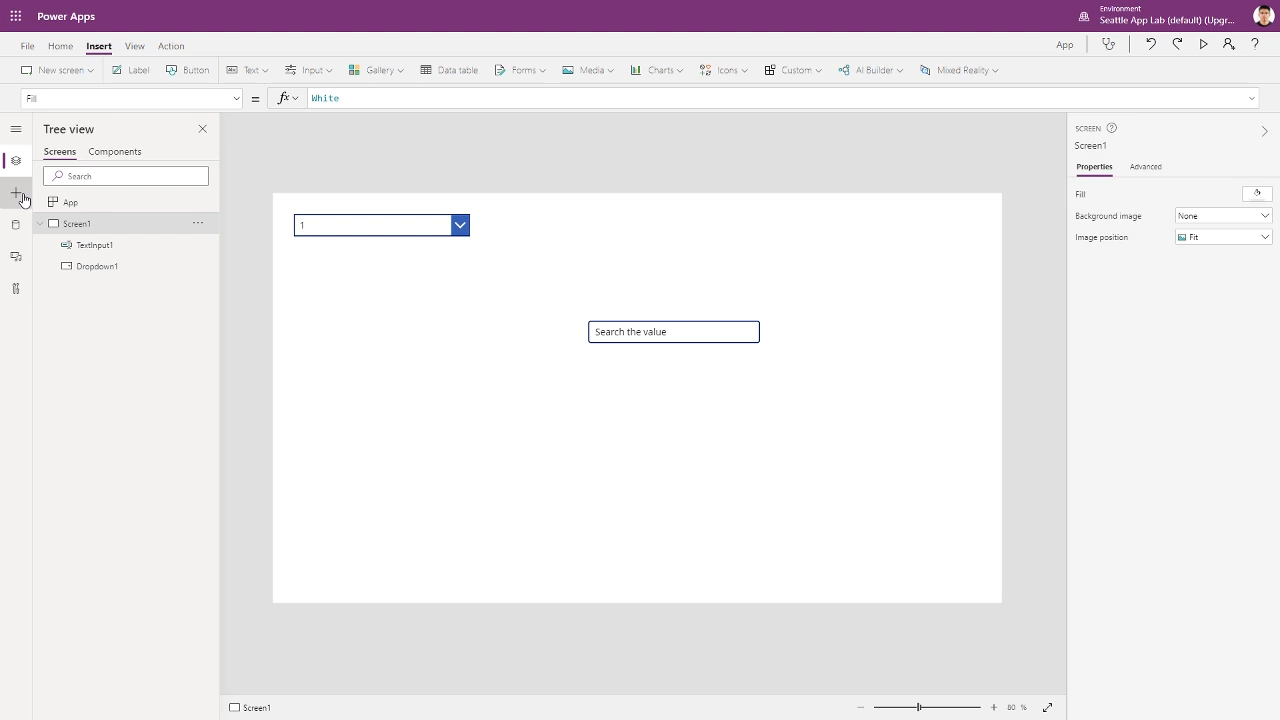 Power Apps
Environment
Seattle App Lab (default) (Upgr...
File Home Insert View Action
App
New screen Label Button Text Input Gallery Data table Forms Media Charts Icons Custom AI Builder Mixed Reality
Fill = fx White
Tree view
Screens Components
Search
App
Screen1
TextInput1
Dropdown1
1
Search the value
SCREEN
Screen1
Properties Advanced
Fill
Background image None
Image position Fit
Screen1
80 %